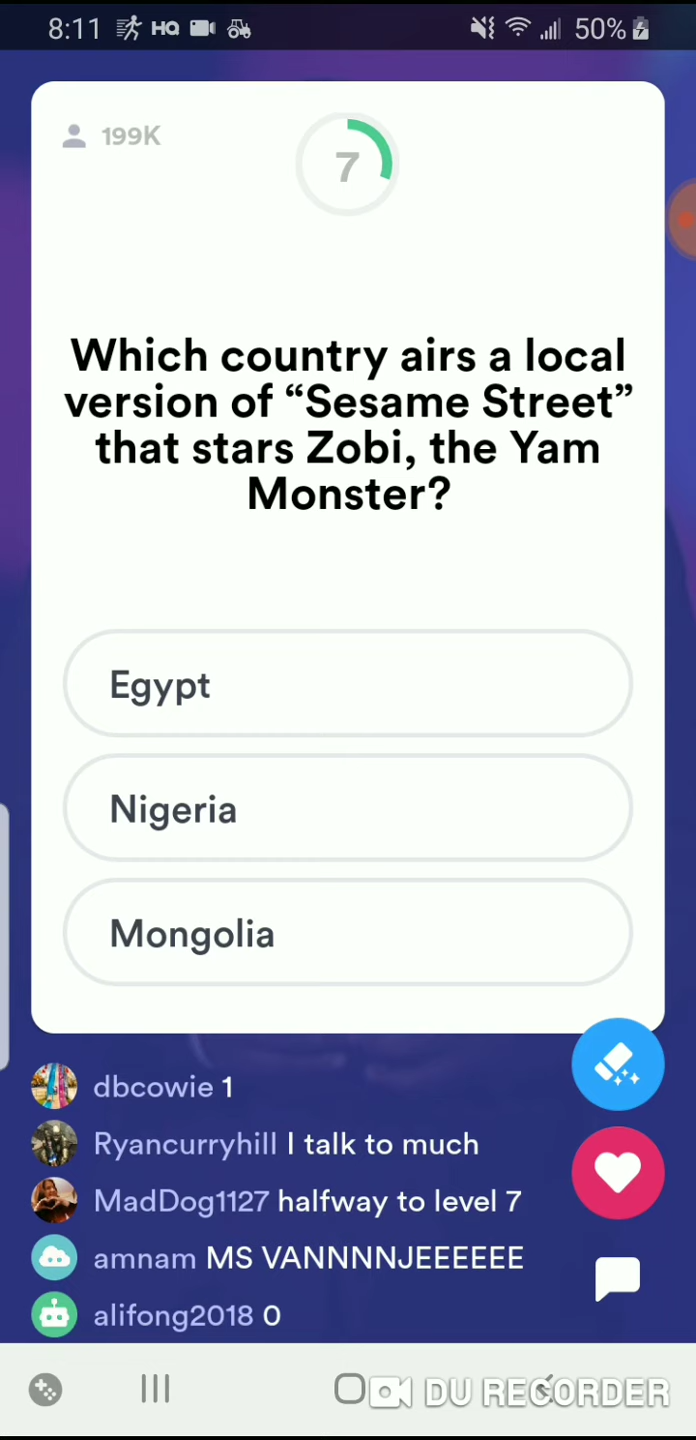 8:11 HQ 50%
199K
7
Which country airs a local
version of “Sesame Street”
that stars Zobi, the Yam
Monster?
Egypt
Nigeria
Mongolia
dbcowie 1
Ryancurryhill I talk to much
MadDog1127 halfway to level 7
amnam MS VANNNNJEEEEEE
alifong2018 0
DU RECORDER